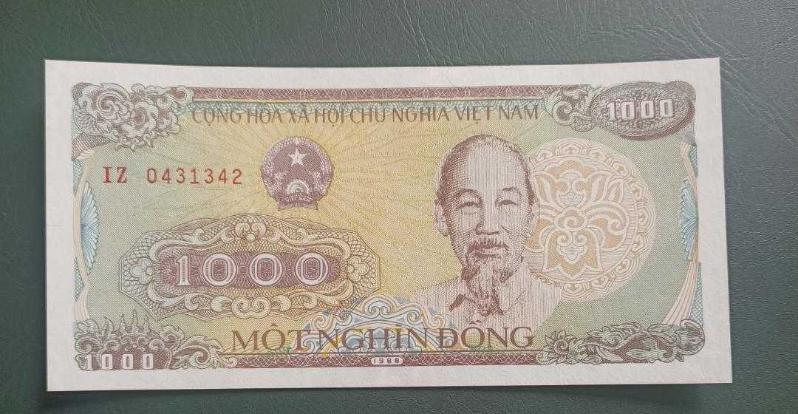 CỘNG HÒA XÃ HỘI CHỦ NGHĨA VIỆT NAM
1000
IZ 0431342
1000
MỘT NGHÌN ĐỒNG
1000
1988